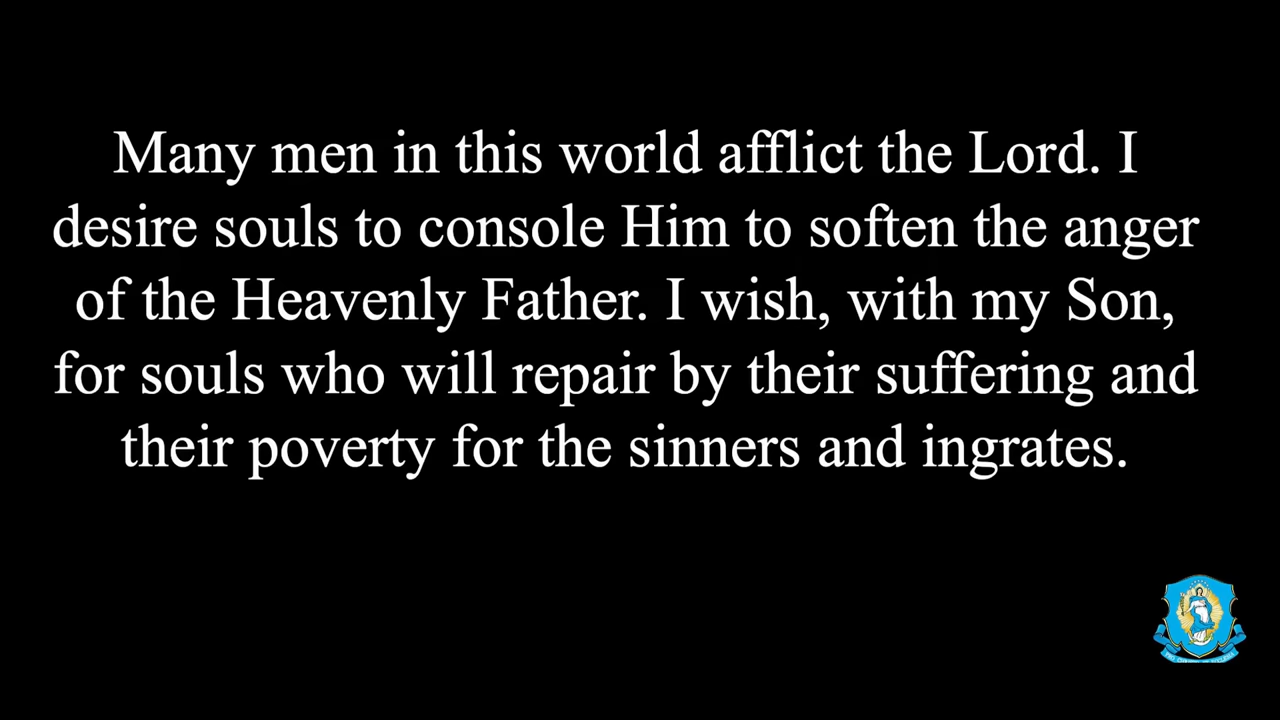 Many men in this world afflict the Lord. I
desire souls to console Him to soften the anger
of the Heavenly Father. I wish, with my Son,
for souls who will repair by their suffering and
their poverty for the sinners and ingrates.